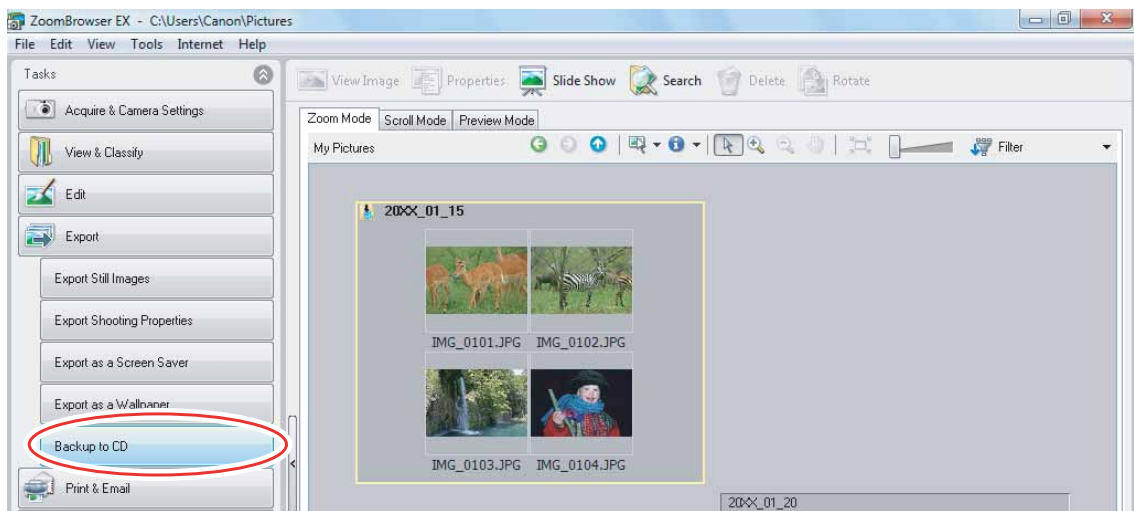 ZoomBrowser EX - C:\Users\Canon\Pictures
File Edit View Tools Internet Help
Tasks
Acquire & Camera Settings
View & Classify
Edit
Export
Export Still Images
Export Shooting Properties
Export as a Screen Saver
Export as a Wallpaper
Backup to CD
Print & Email
View Image Properties Slide Show Search Delete Rotate
Zoom Mode Scroll Mode Preview Mode
My Pictures Filter
20XX_01_15
IMG_0101.JPG IMG_0102.JPG
IMG_0103.JPG IMG_0104.JPG
20XX_01_20